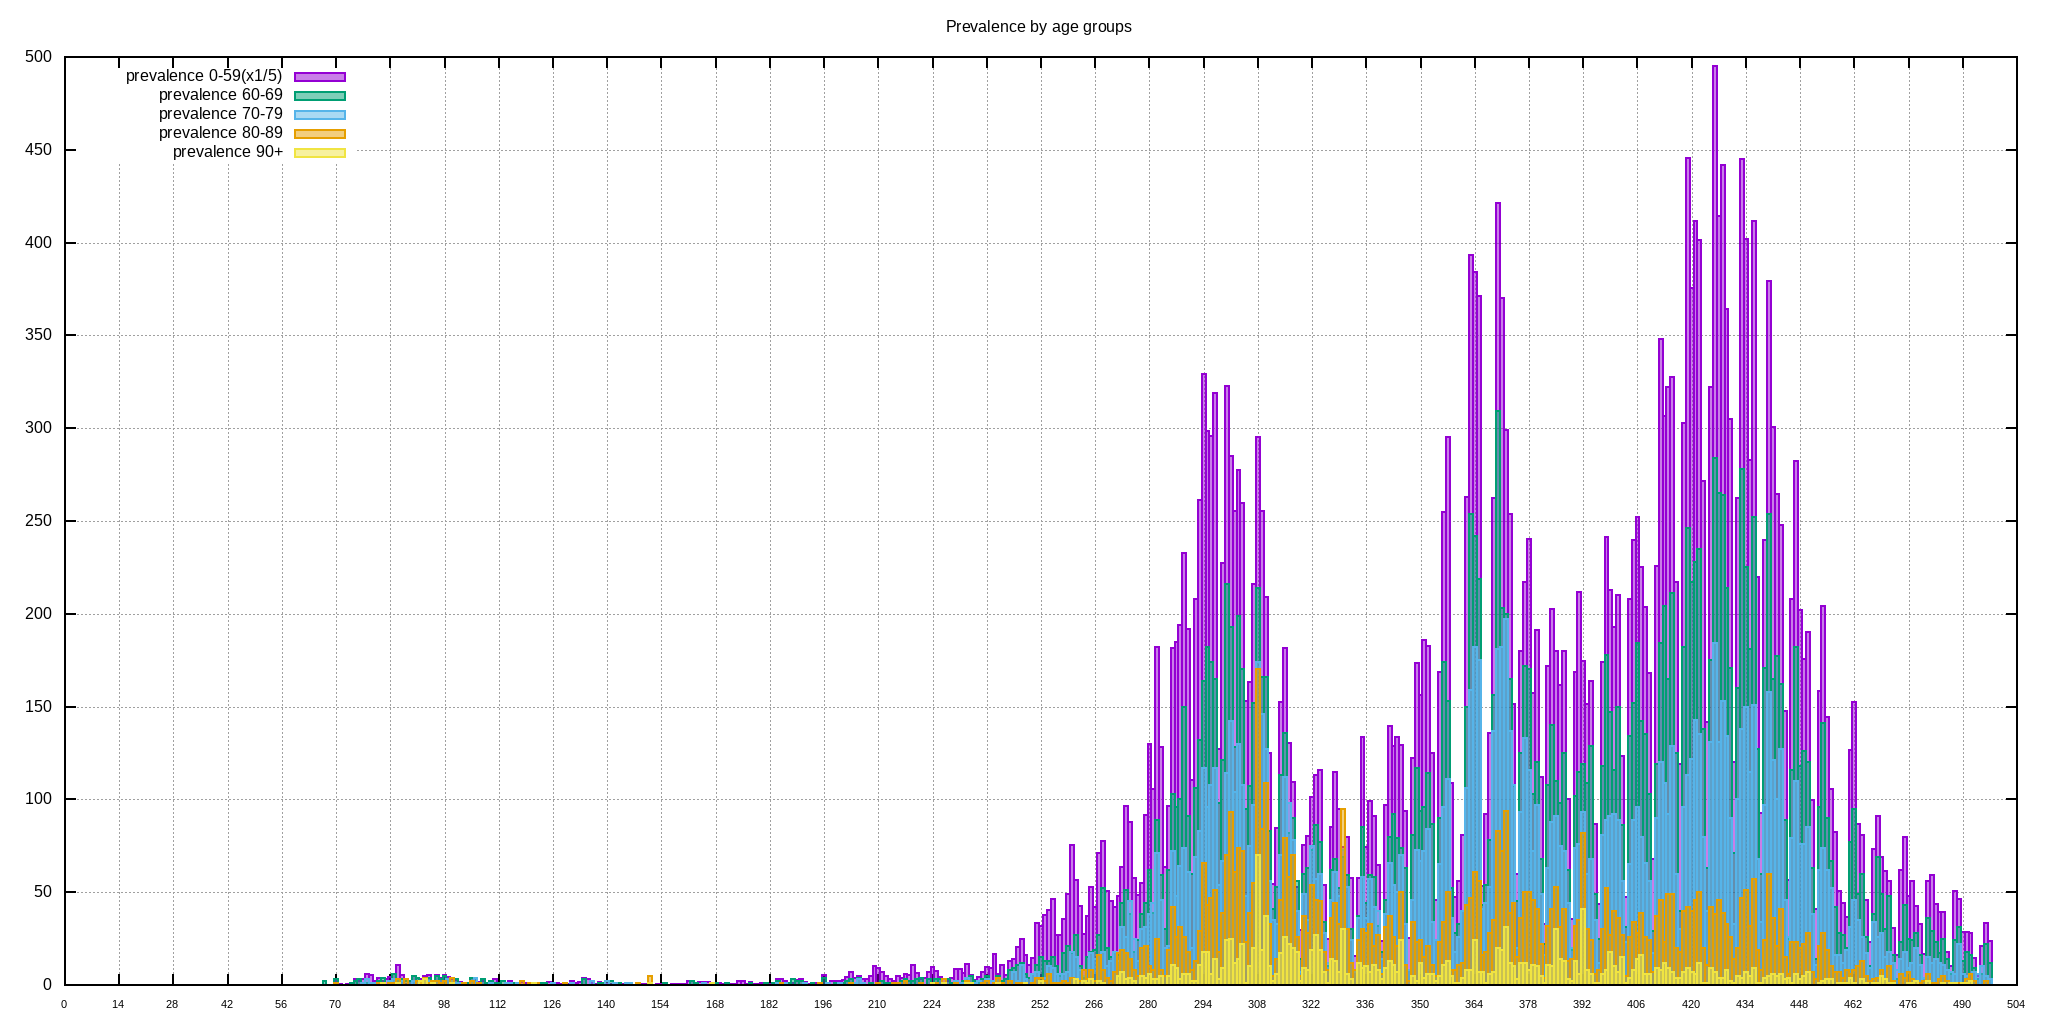 Prevalence by age groups
500
prevalence 0-59(x1/5)
prevalence 60-69
prevalence 70-79
prevalence 80-89
prevalence 90+
450
400
350
300
250
200
150
100
50
0
0 14 28 42 56 70 84 98 112 126 140 154 168 182 196 210 224 238 252 266 280 294 308 322 336 350 364 378 392 406 420 434 448 462 476 490 504